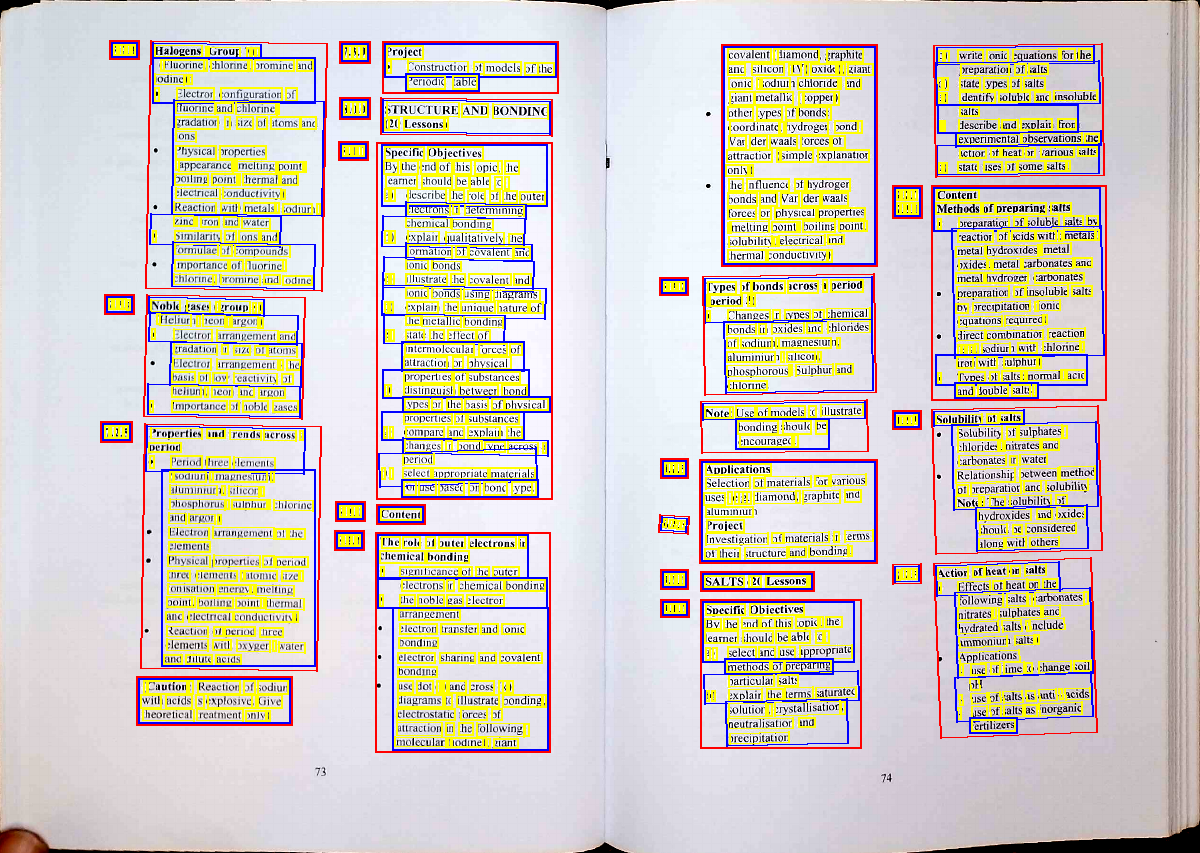 Halogens (Group
(Fluorine, chlorine, bromine and
iodine)
Electron configuration of
fluorine and chlorine
gradation in size of atoms and
ions
• Physical properties
appearance, melting point
boiling point, thermal and
electrical conductivity)
• Reaction with metals, sodium
zinc, iron and water
similarity of ions and
formulae of compounds
• importance of fluorine
chlorine, bromine and iodine
Noble gases (group
(Helium, neon, argon)
Electron arrangement and
gradation in size of atoms
• Electron arrangement: the
basis of low reactivity of
helium, neon and argon
Importance of noble gases
Properties and trends across a
period
• Period three elements
(sodium, magnesium,
aluminium, silicon
phosphorus, sulphur, chlorine
and argon)
• Electron arrangement of the
elements
• Physical properties of period
three elements (atomic size
ionisation energy, melting
point, boiling point, thermal
and electrical conductivity)
• Reaction of period three
elements with oxygen, water
and dilute acids
(Caution: Reaction of sodium
with acids is explosive. Give
theoretical treatment only)
Project
• Construction of models of the
Periodic table
STRUCTURE AND BONDING
(20 Lessons)
Specific Objectives
By the end of this topic, the
learner should be able to
describe the role of the outer
electrons in determining
chemical bonding
explain qualitatively the
formation of covalent and
ionic bonds
illustrate the covalent and
ionic bonds using diagrams
explain the unique nature of
the metallic bonding
state the effect of
intermolecular forces of
attraction on physical
properties of substances
distinguish between bond
types on the basis of physical
properties of substances
compare and explain the
changes in bond type across a
period
select appropriate materials
for use based on bond type.
Content
The role of outer electrons in
chemical bonding
significance of the outer
electrons in chemical bonding
the noble gas electron
arrangement
• electron transfer and ionic
bonding
• electron sharing and covalent
bonding
• use dot (.) and cross (x)
diagrams to illustrate bonding,
electrostatic forces of
attraction in the following
molecular (iodine), giant
73
covalent (diamond, graphite
and silicon (IV) oxide), giant
ionic (sodium chloride) and
giant metallic (copper)
• other types of bonds:
coordinate, hydrogen bond
Van der waals forces of
attraction (simple explanation
only)
• the influence of hydrogen
bonds and Van der waals
forces on physical properties
(melting point, boiling point,
solubility, electrical and
thermal conductivity)
Types of bonds across a period
(period
Changes in types of chemical
bonds in oxides and chlorides
of sodium, magnesium,
aluminium, silicon,
phosphorous, Sulphur and
chlorine
Note: Use of models to illustrate
bonding should be
encouraged.
Applications
Selection of materials for various
uses e.g. diamond, graphite and
aluminium
Project
Investigation of materials in terms
of their structure and bonding.
SALTS (20 Lessons)
Specific Objectives
By the end of this topic, the
learner should be able to
select and use appropriate
methods of preparing
particular salts
explain the terms saturated
solution, crystallisation,
neutralisation and
precipitation
write ionic equations for the
preparation of salts
state types of salts
identify soluble and insoluble
salts
describe and explain from
experimental observations the
action of heat on various salts
state uses of some salts
Content
Methods of preparing salts
preparation of soluble salts by
reaction of acids with: metals
metal hydroxides, metal
oxides, metal carbonates and
metal hydrogen carbonates
• preparation of insoluble salts
by precipitation (ionic
equations required)
• direct combination reaction
sodium with chlorine
iron with sulphur)
• Types of salts: normal, acid
and double salts
Solubility of salts
• Solubility of sulphates
chlorides, nitrates and
carbonates in water
• Relationship between method
of preparation and solubility
Note: The solubility of
hydroxides and oxides
should be considered
along with others
Action of heat on salts
Effects of heat on the
following salts: carbonates
nitrates, sulphates and
hydrated salts (include
ammonium salts)
• Applications
use of lime to change soil
pH
use of salts as anti-acids
use of salts as inorganic
fertilizers
74